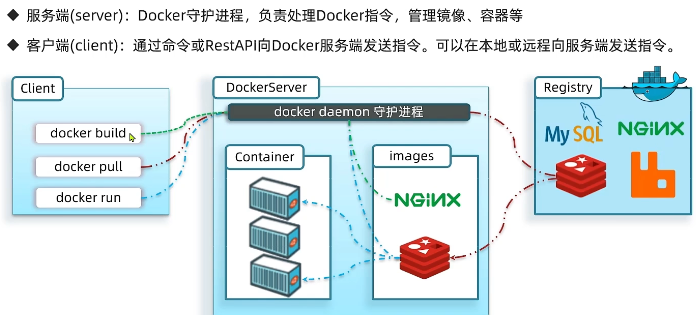 服务端(server)：Docker守护进程，负责处理Docker指令，管理镜像、容器等
客户端(client)：通过命令或RestAPI向Docker服务端发送指令。可以在本地或远程向服务端发送指令。
Client
DockerServer
Registry
docker daemon 守护进程
docker build
docker pull
docker run
Container
images
NGINX
MySQL
NGINX